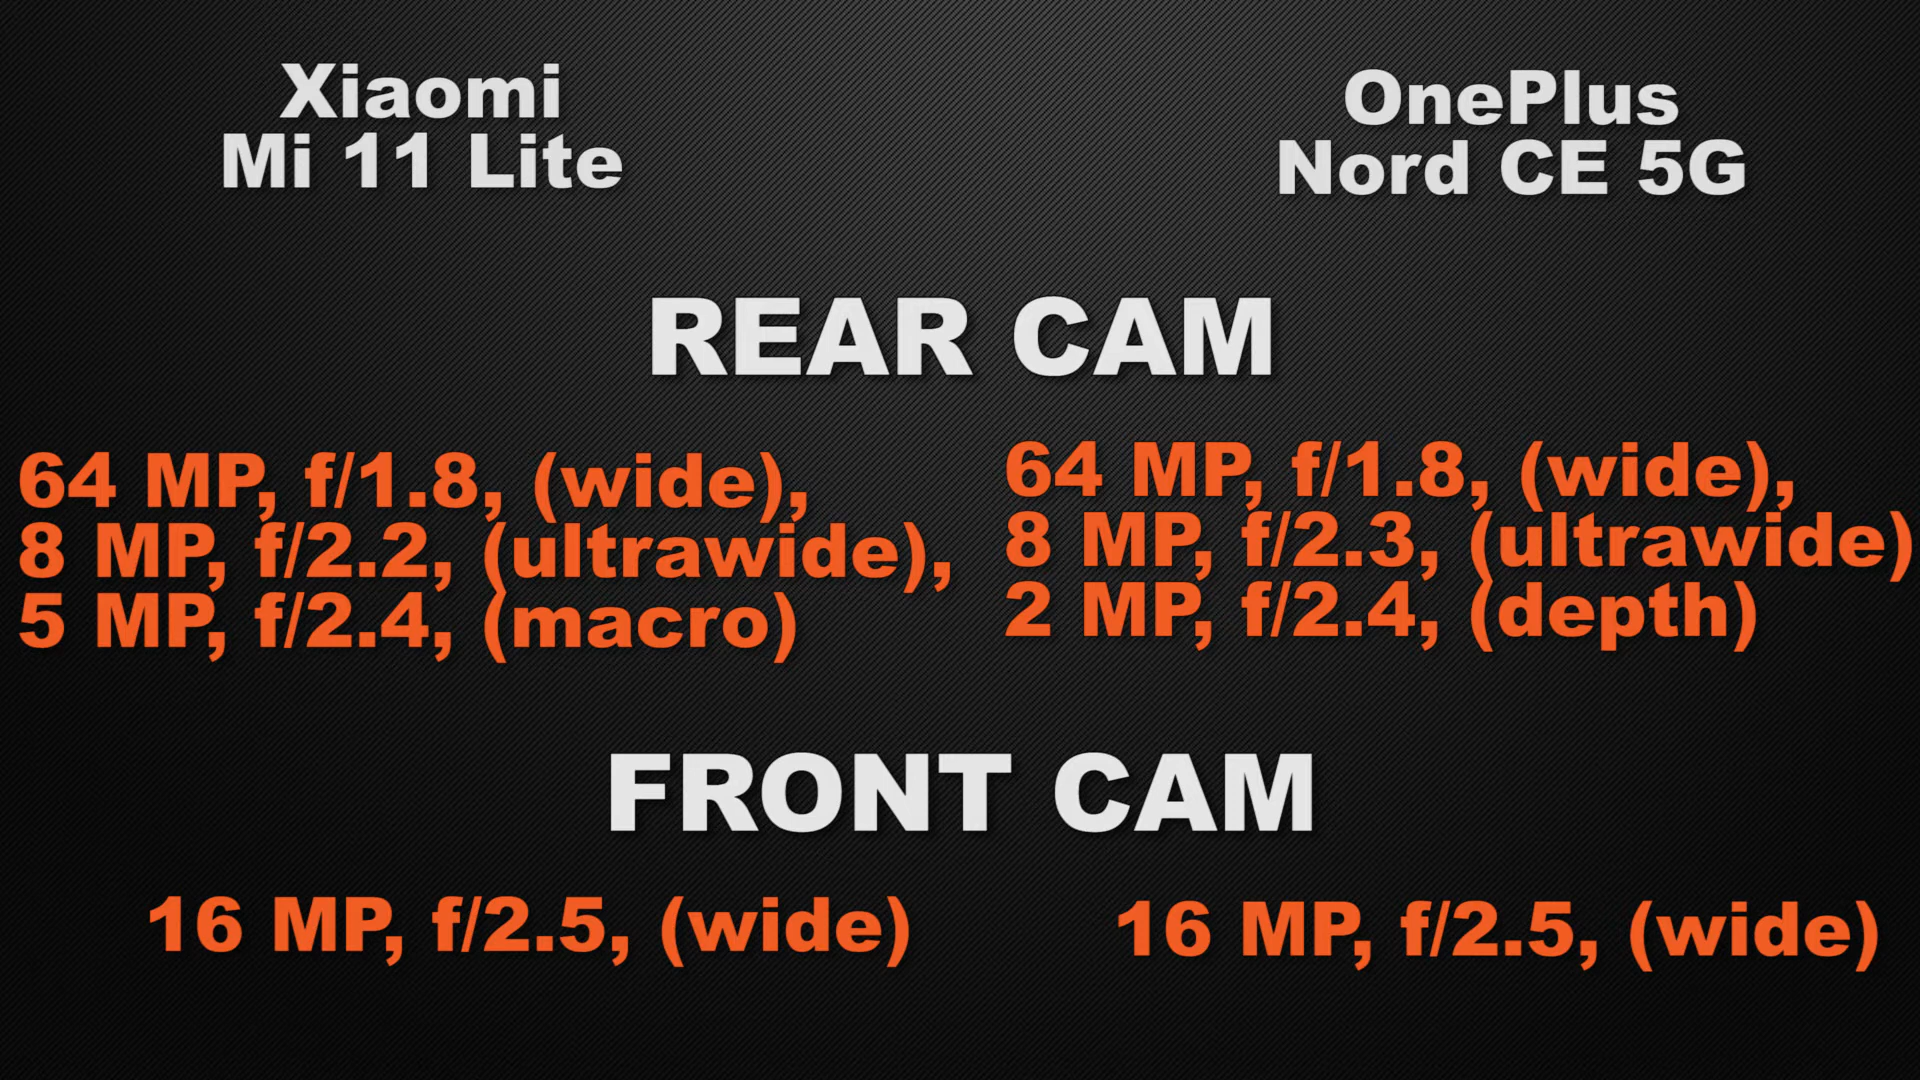 Xiaomi
Mi 11 Lite
OnePlus
Nord CE 5G
REAR CAM
64 MP, f/1.8, (wide),
8 MP, f/2.2, (ultrawide),
5 MP, f/2.4, (macro)
64 MP, f/1.8, (wide),
8 MP, f/2.3, (ultrawide)
2 MP, f/2.4, (depth)
FRONT CAM
16 MP, f/2.5, (wide)
16 MP, f/2.5, (wide)